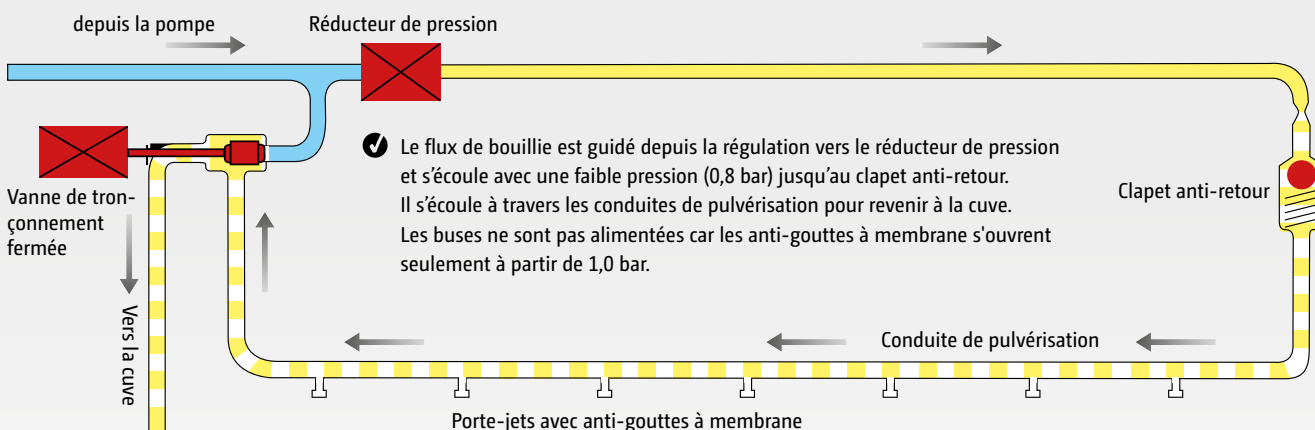 depuis la pompe
Réducteur de pression
Le flux de bouillie est guidé depuis la régulation vers le réducteur de pression
et s’écoule avec une faible pression (0,8 bar) jusqu’au clapet anti-retour.
Il s’écoule à travers les conduites de pulvérisation pour revenir à la cuve.
Les buses ne sont pas alimentées car les anti-gouttes à membrane s'ouvrent
seulement à partir de 1,0 bar.
Clapet anti-retour
Vanne de tron-
çonnement
fermée
Vers la cuve
Conduite de pulvérisation
Porte-jets avec anti-gouttes à membrane